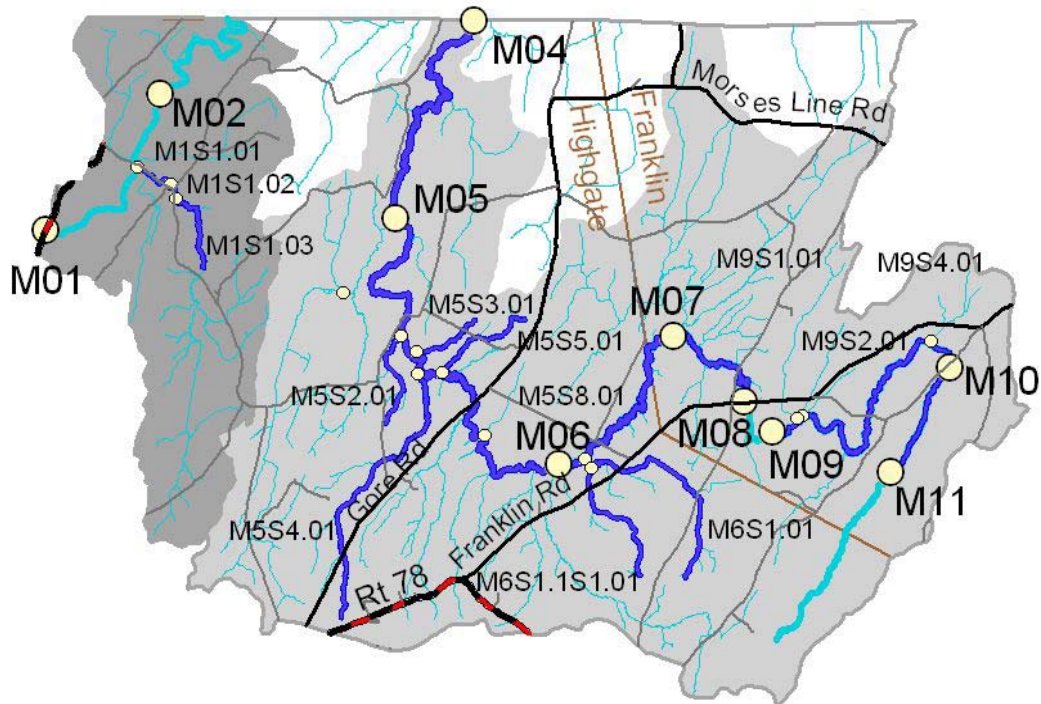 M04
Morses Line Rd
M02
Franklin
Highgate
M1S1.01
M1S1.02
M05
M01
M1S1.03
M9S1.01
M9S4.01
M07
M5S3.01
M5S5.01
M9S2.01
M10
M5S2.01
M5S8.01
M08
M06
M09
Gore Rd
M11
M5S4.01
Franklin Rd
M6S1.01
Rt 78
M6S1.1S1.01